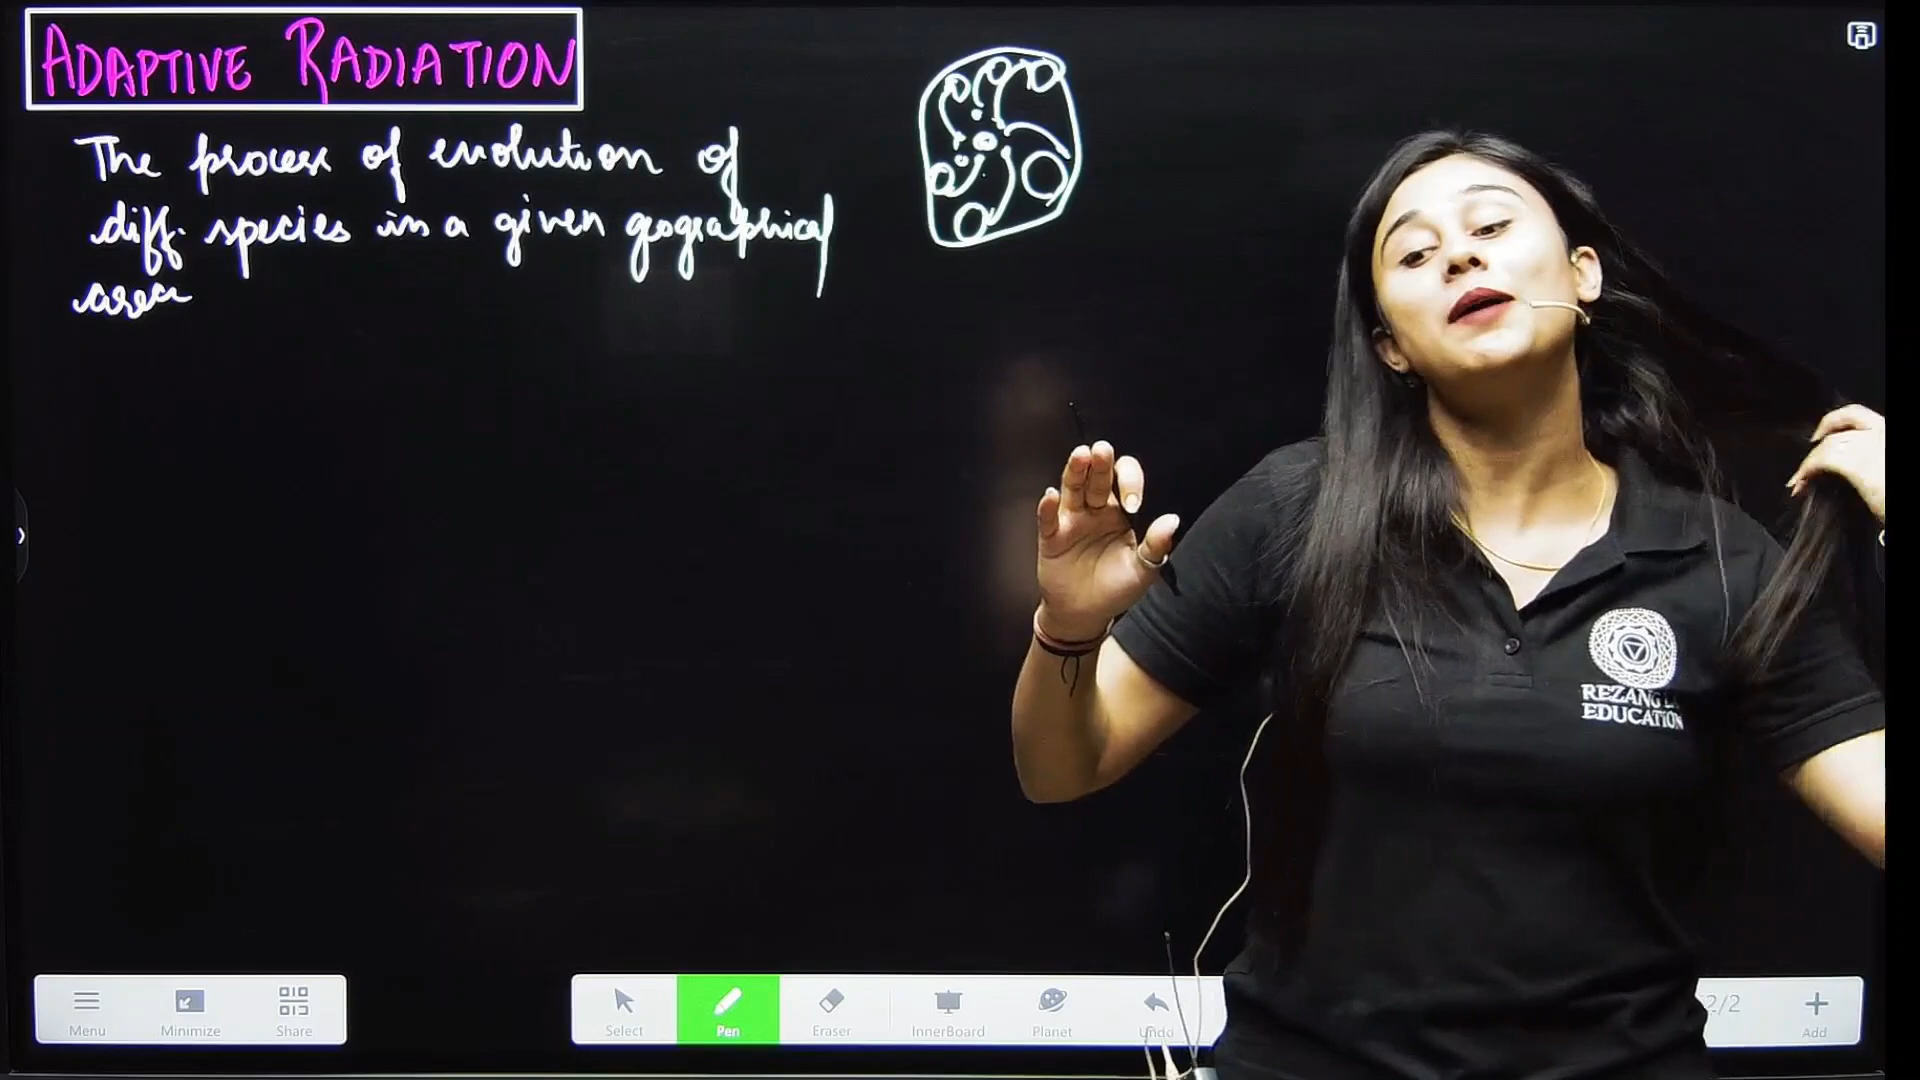 ADAPTIVE RADIATION
The process of evolution of
diff. species in a given geographical
area
REZANG LA
EDUCATION
Menu
Minimize
Share
Select
Pen
Eraser
InnerBoard
Planet
Undo
2/2
Add